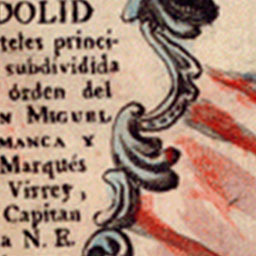 DOLID
teles princi-
subdividida
órden del
N MIGUEL
MANCA Y
Marqués
Virrey,
Capitan
a N. E.